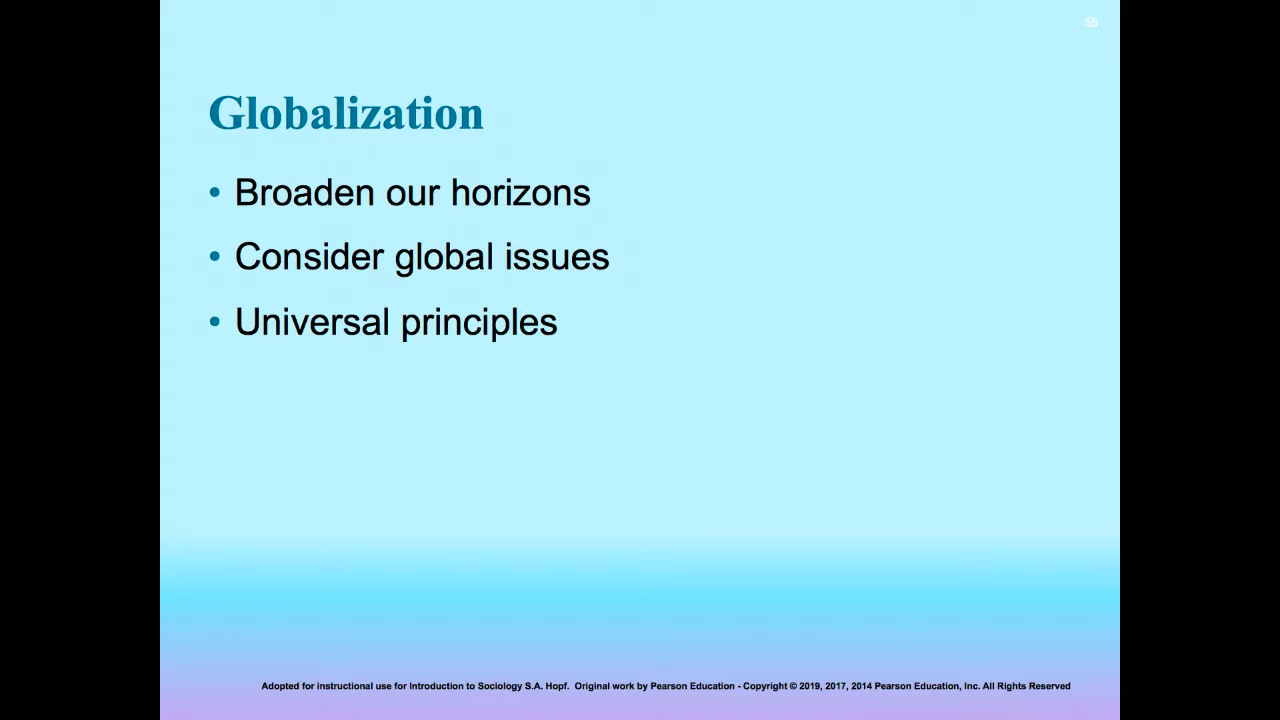 55
Globalization
• Broaden our horizons
• Consider global issues
• Universal principles
Adopted for instructional use for Introduction to Sociology S.A. Hopf. Original work by Pearson Education - Copyright © 2019, 2017, 2014 Pearson Education, Inc. All Rights Reserved